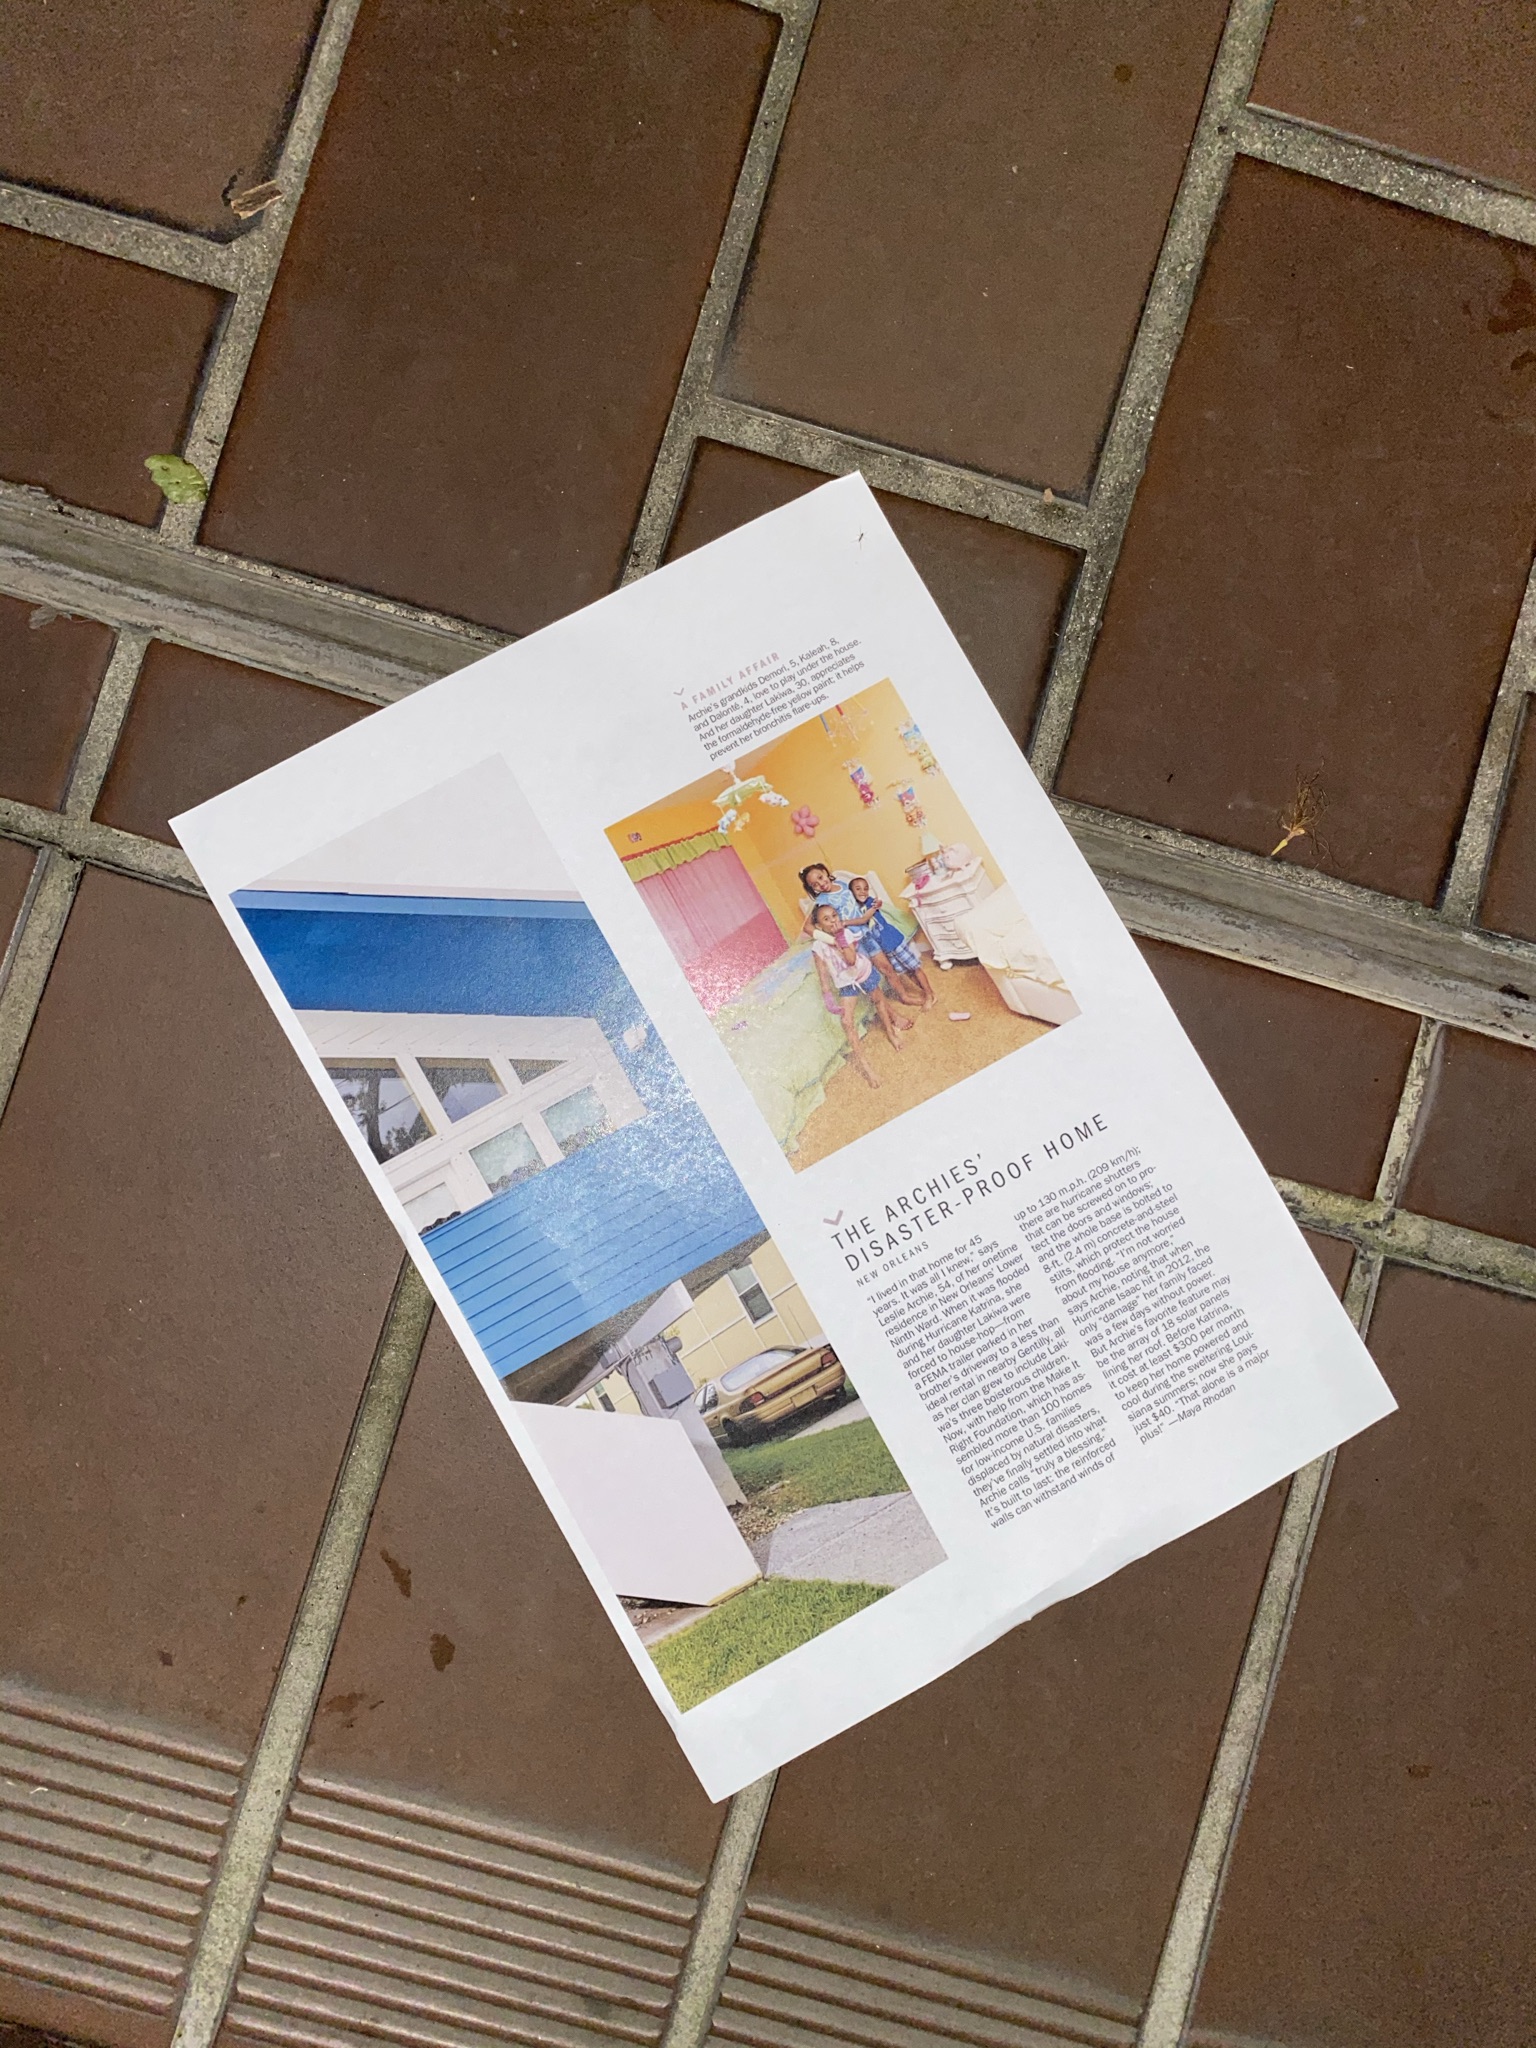 A FAMILY AFFAIR
Archie's grandkids Demori, 5, Kaleah, 8,
and Dalonté, 4, love to play under the house.
And her daughter Lakiwa, 30, appreciates
the formaldehyde-free yellow paint; it helps
prevent her bronchitis flare-ups.
THE ARCHIES'
DISASTER-PROOF HOME
NEW ORLEANS
"I lived in that home for 45
years. It was all I knew," says
Leslie Archie, 54, of her onetime
residence in New Orleans' Lower
Ninth Ward. When it was flooded
during Hurricane Katrina, she
and her daughter Lakiwa were
forced to house-hop—from
a FEMA trailer parked in her
brother's driveway to a less than
ideal rental in nearby Gentilly, all
as her clan grew to include Laki-
wa's three boisterous children.
Now, with help from the Make It
Right Foundation, which has as-
sembled more than 100 homes
for low-income U.S. families
displaced by natural disasters,
they've finally settled into what
Archie calls "truly a blessing."
It's built to last: the reinforced
walls can withstand winds of
up to 130 m.p.h. (209 km/h);
there are hurricane shutters
that can be screwed on to pro-
tect the doors and windows;
and the whole base is bolted to
8-ft. (2.4 m) concrete-and-steel
stilts, which protect the house
from flooding. "I'm not worried
about my house anymore,"
says Archie, noting that when
Hurricane Isaac hit in 2012, the
only "damage" her family faced
was a few days without power.
But Archie's favorite feature may
be the array of 18 solar panels
lining her roof. Before Katrina,
it cost at least $300 per month
to keep her home powered and
cool during the sweltering Loui-
siana summers; now she pays
just $40. "That alone is a major
plus!" —Maya Rhodan